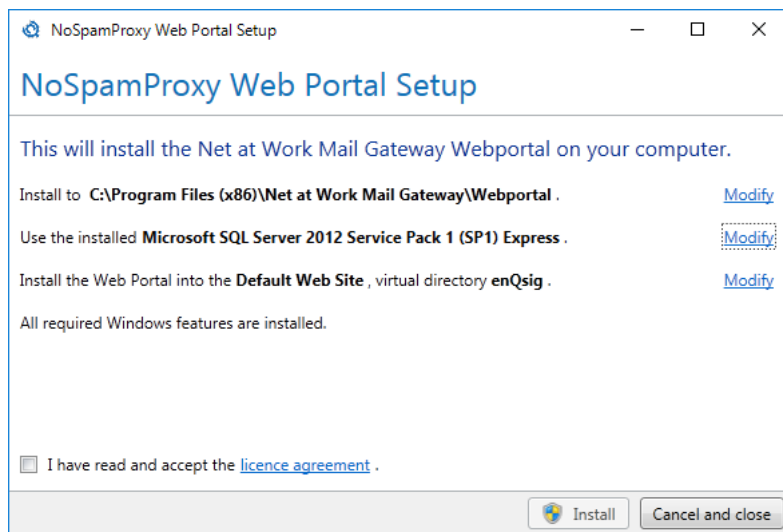 NoSpamProxy Web Portal Setup
NoSpamProxy Web Portal Setup
This will install the Net at Work Mail Gateway Webportal on your computer.
Install to C:\Program Files (x86)\Net at Work Mail Gateway\Webportal . Modify
Use the installed Microsoft SQL Server 2012 Service Pack 1 (SP1) Express . Modify
Install the Web Portal into the Default Web Site , virtual directory enQsig . Modify
All required Windows features are installed.
I have read and accept the licence agreement .
Install Cancel and close